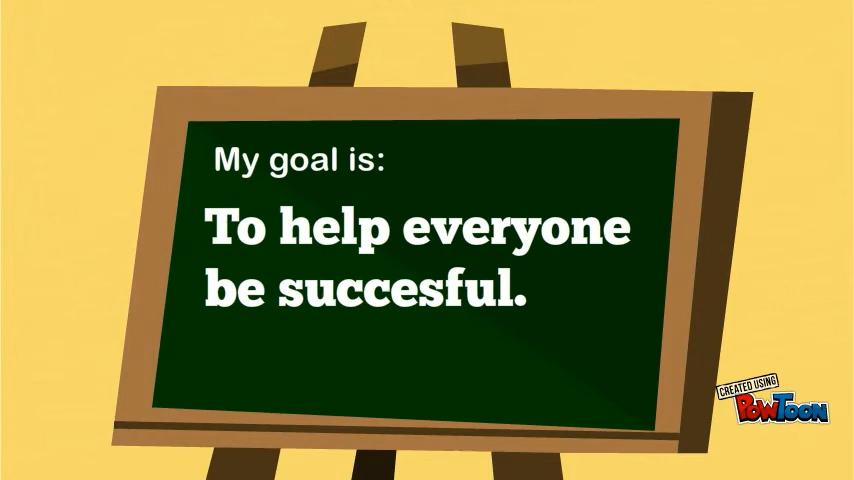 My goal is:
To help everyone
be succesful.
CREATED USING
POWTOON